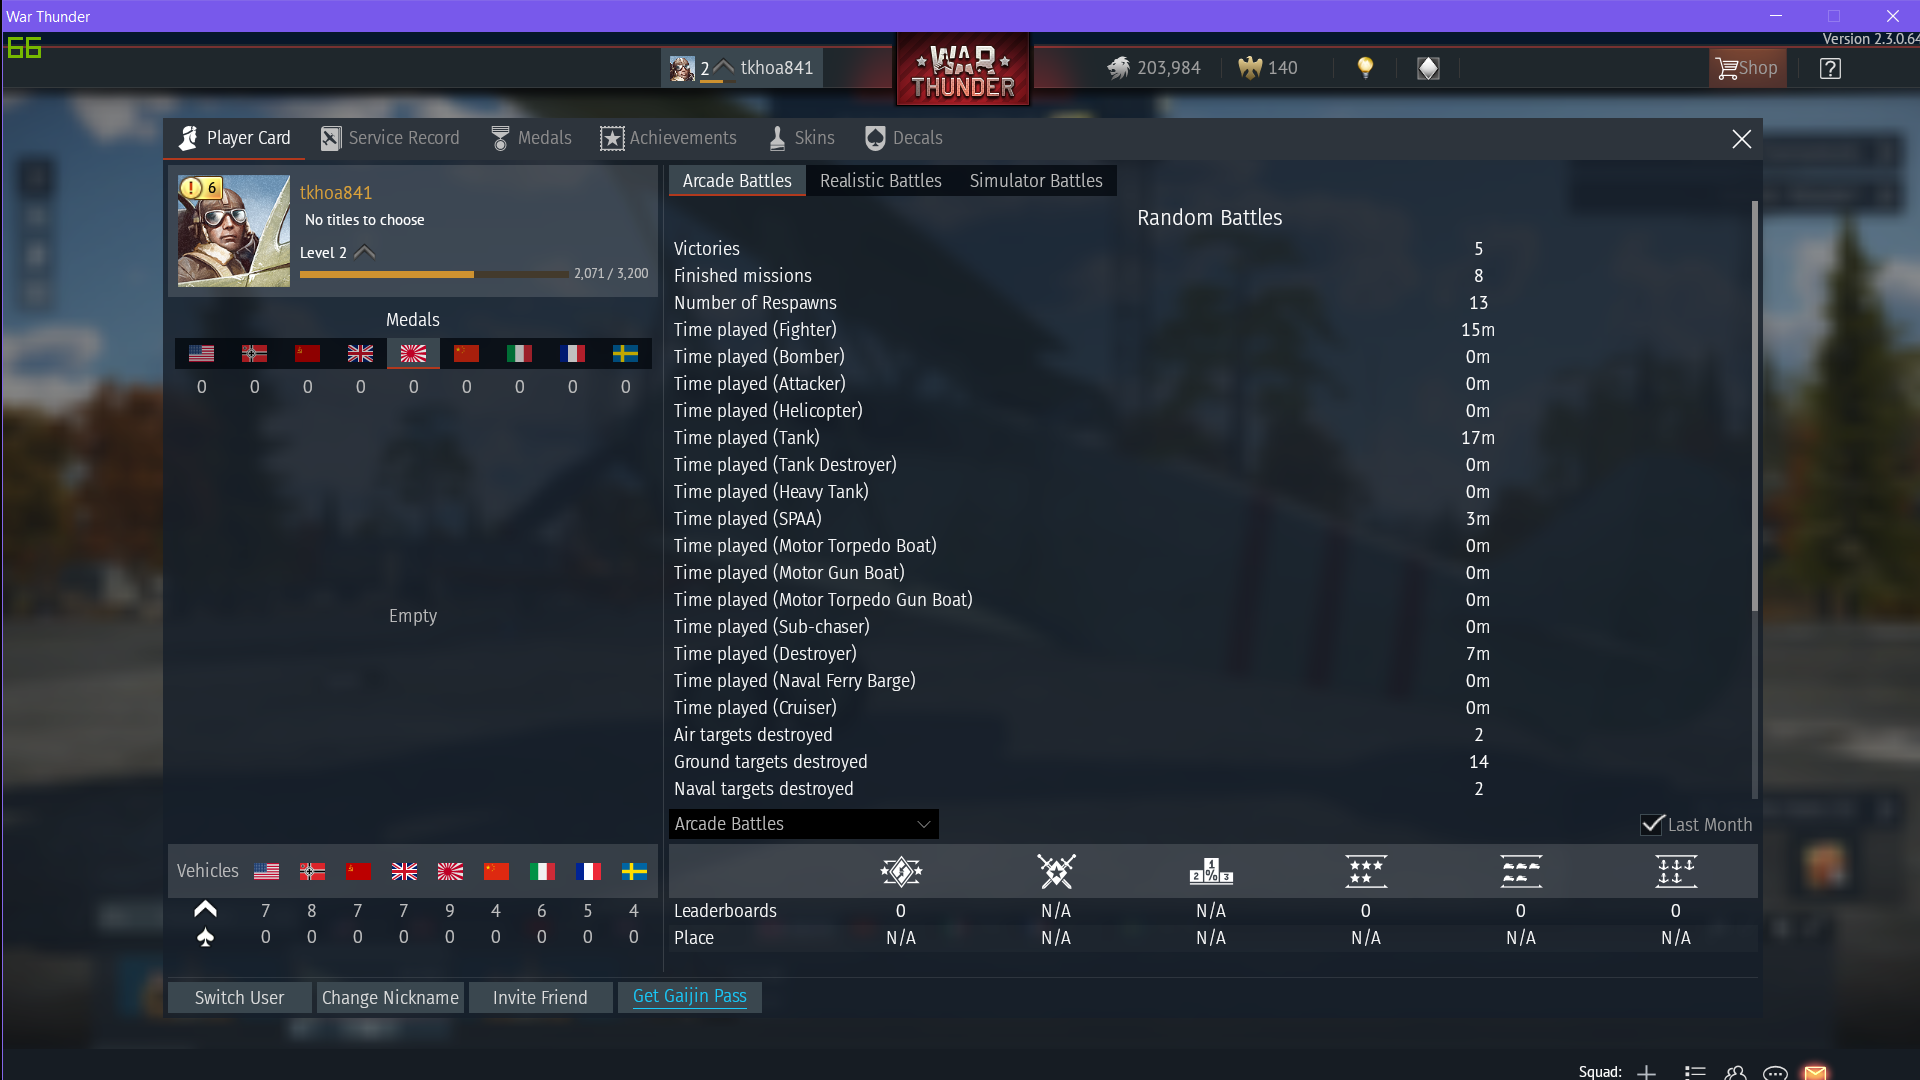 War Thunder
66
Version 2.3.0.64
2 tkhoa841
WAR THUNDER
203,984
140
Shop
Player Card Service Record Medals Achievements Skins Decals
6
tkhoa841
No titles to choose
Level 2
2,071 / 3,200
Medals
0 0 0 0 0 0 0 0 0
Empty
Arcade Battles Realistic Battles Simulator Battles
Random Battles
Victories 5
Finished missions 8
Number of Respawns 13
Time played (Fighter) 15m
Time played (Bomber) 0m
Time played (Attacker) 0m
Time played (Helicopter) 0m
Time played (Tank) 17m
Time played (Tank Destroyer) 0m
Time played (Heavy Tank) 0m
Time played (SPAA) 3m
Time played (Motor Torpedo Boat) 0m
Time played (Motor Gun Boat) 0m
Time played (Motor Torpedo Gun Boat) 0m
Time played (Sub-chaser) 0m
Time played (Destroyer) 7m
Time played (Naval Ferry Barge) 0m
Time played (Cruiser) 0m
Air targets destroyed 2
Ground targets destroyed 14
Naval targets destroyed 2
Arcade Battles
Last Month
Vehicles
7 8 7 7 9 4 6 5 4
0 0 0 0 0 0 0 0 0
1 2 % 3
Leaderboards 0 N/A N/A 0 0 0
Place N/A N/A N/A N/A N/A N/A
Switch User Change Nickname Invite Friend Get Gaijin Pass
Squad: